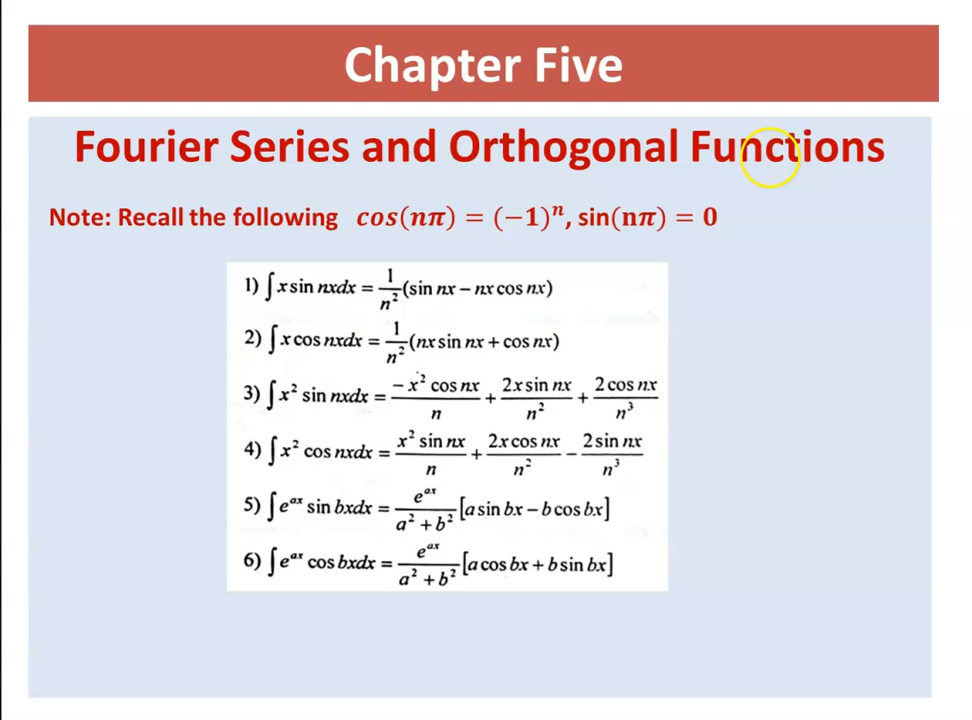 Chapter Five
Fourier Series and Orthogonal Functions
Note: Recall the following cos(nπ) = (−1)ⁿ, sin(nπ) = 0
1) ∫ x sin nxdx = 1/n² (sin nx − nx cos nx)
2) ∫ x cos nxdx = 1/n² (nx sin nx + cos nx)
3) ∫ x² sin nxdx = −x² cos nx/n + 2x sin nx/n² + 2 cos nx/n³
4) ∫ x² cos nxdx = x² sin nx/n + 2x cos nx/n² − 2 sin nx/n³
5) ∫ eᵃˣ sin bxdx = eᵃˣ/a² + b² [a sin bx − b cos bx]
6) ∫ eᵃˣ cos bxdx = eᵃˣ/a² + b² [a cos bx + b sin bx]